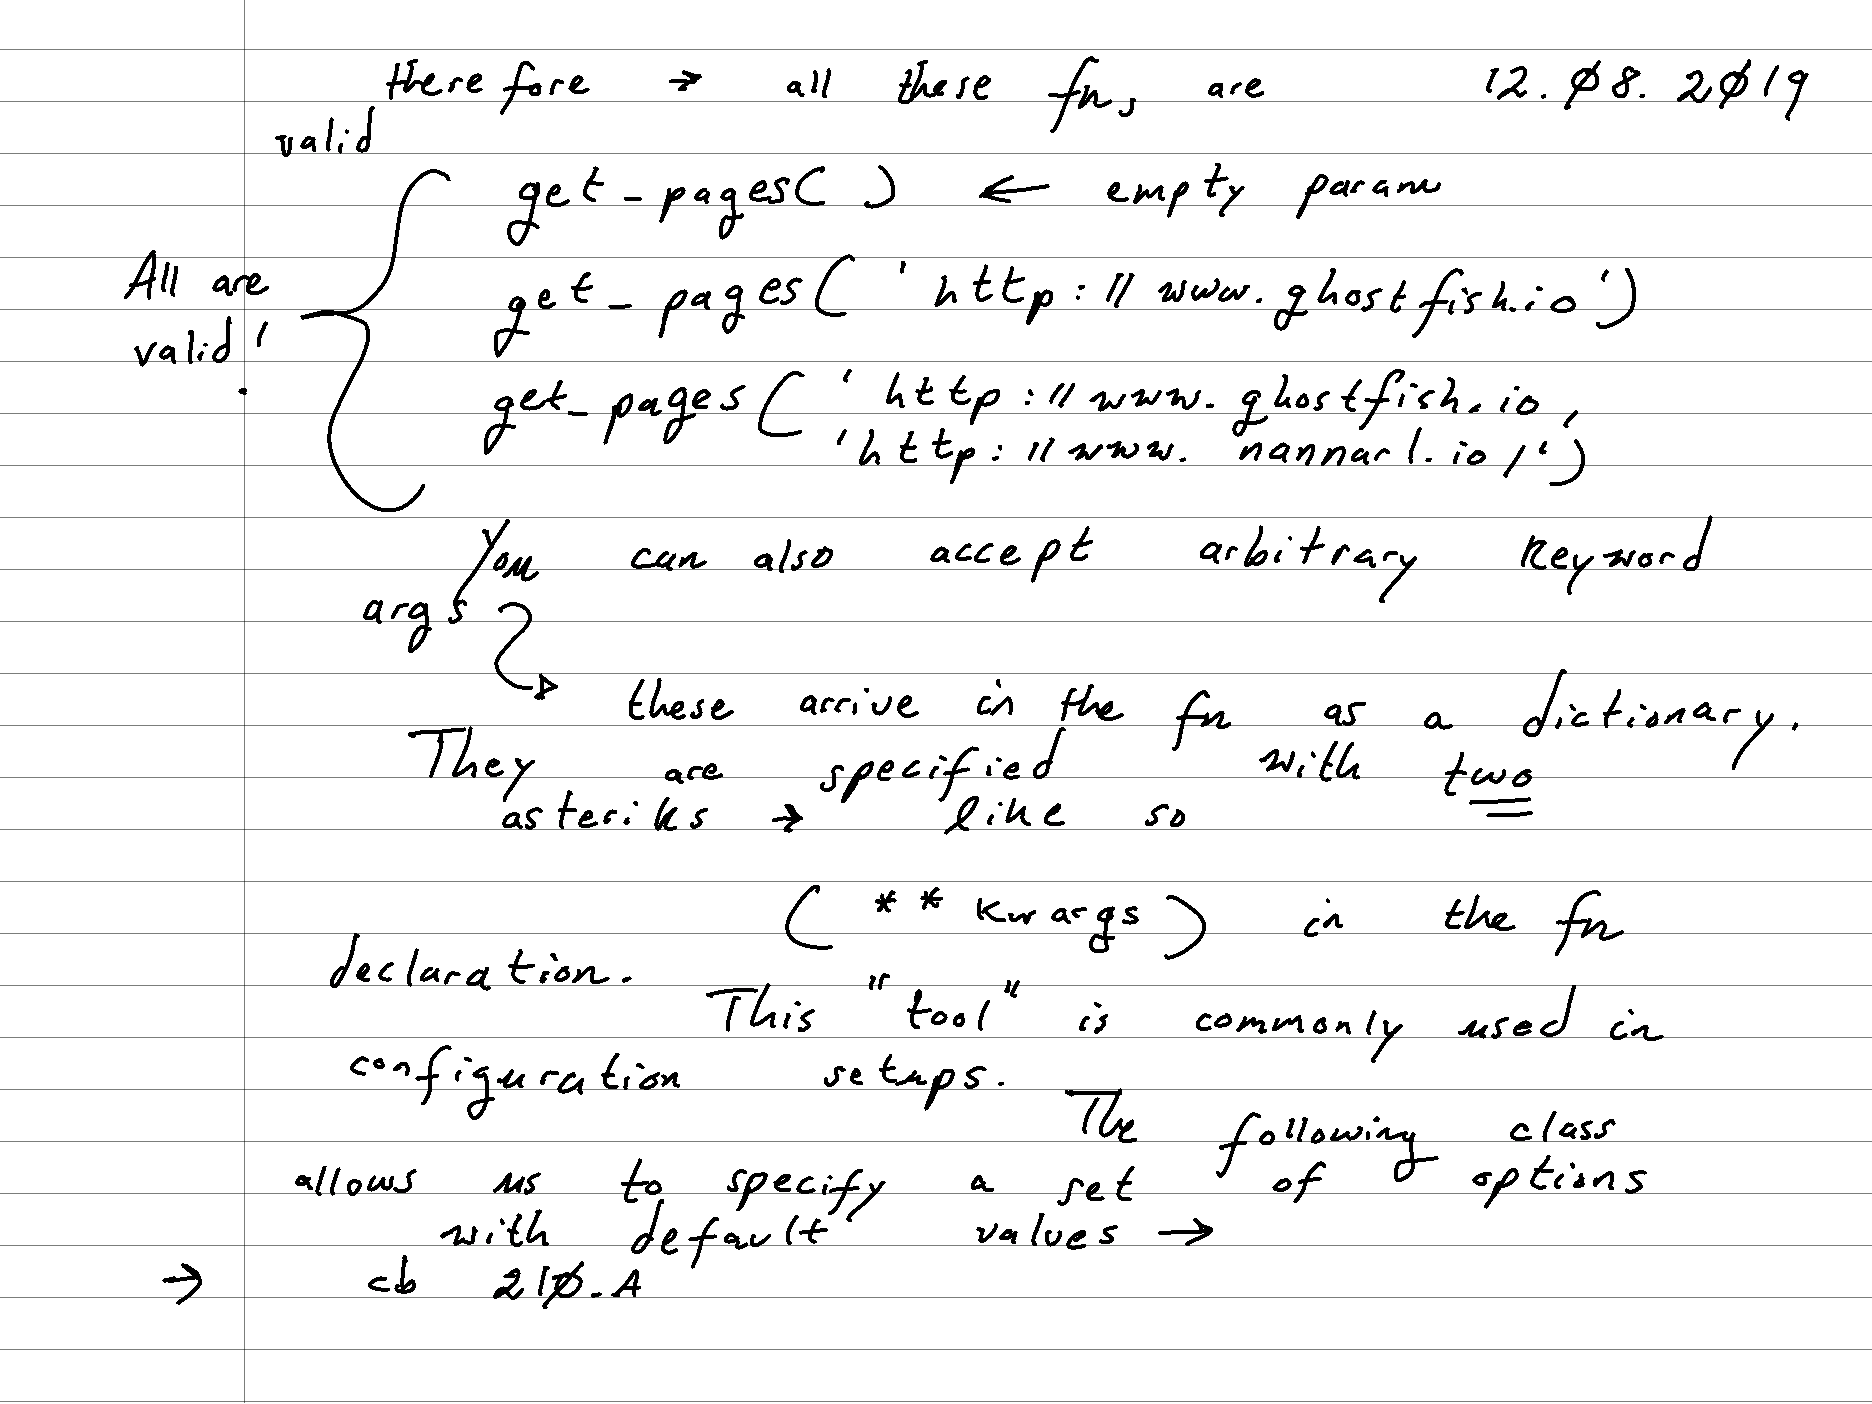 therefore → all these fns are 12.08.2019
valid
get_pages( ) ← empty param
All are
valid!
get_pages( 'http://www.ghostfish.io')
get_pages( 'http://www.ghostfish.io,
'http://www.nannarl.io/')
You can also accept arbitrary keyword
args
these arrive in the fn as a dictionary.
They are specified with two
asteriks → like so
( ** kwargs ) in the fn
declaration.
This "tool" is commonly used in
configuration setups.
The following class
allows us to specify a set of options
with default values →
→ cb 210.A